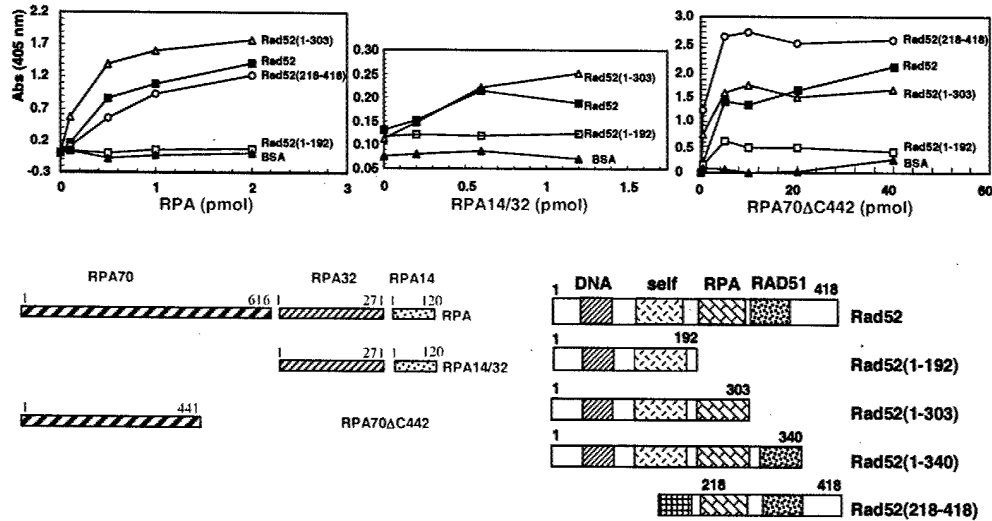 Abs (405 nm)
2.2
1.7
1.2
0.7
0.2
-0.3
Rad52(1-303)
Rad52
Rad52(218-418)
Rad52(1-192)
BSA
0 1 2 3
RPA (pmol)
0.30
0.25
0.20
0.15
0.10
0.05
Rad52(1-303)
Rad52
Rad52(1-192)
BSA
0 0.5 1 1.5
RPA14/32 (pmol)
3.0
2.5
2.0
1.5
1.0
0.5
0
Rad52(218-418)
Rad52
Rad52(1-303)
Rad52(1-192)
BSA
0 20 40 60
RPA70ΔC442 (pmol)
RPA70 RPA32 RPA14
1 616 1 271 1 120
RPA
1 271 1 120
RPA14/32
1 441
RPA70ΔC442
DNA self RPA RAD51
1 418
Rad52
1 192
Rad52(1-192)
1 303
Rad52(1-303)
1 340
Rad52(1-340)
218 418
Rad52(218-418)